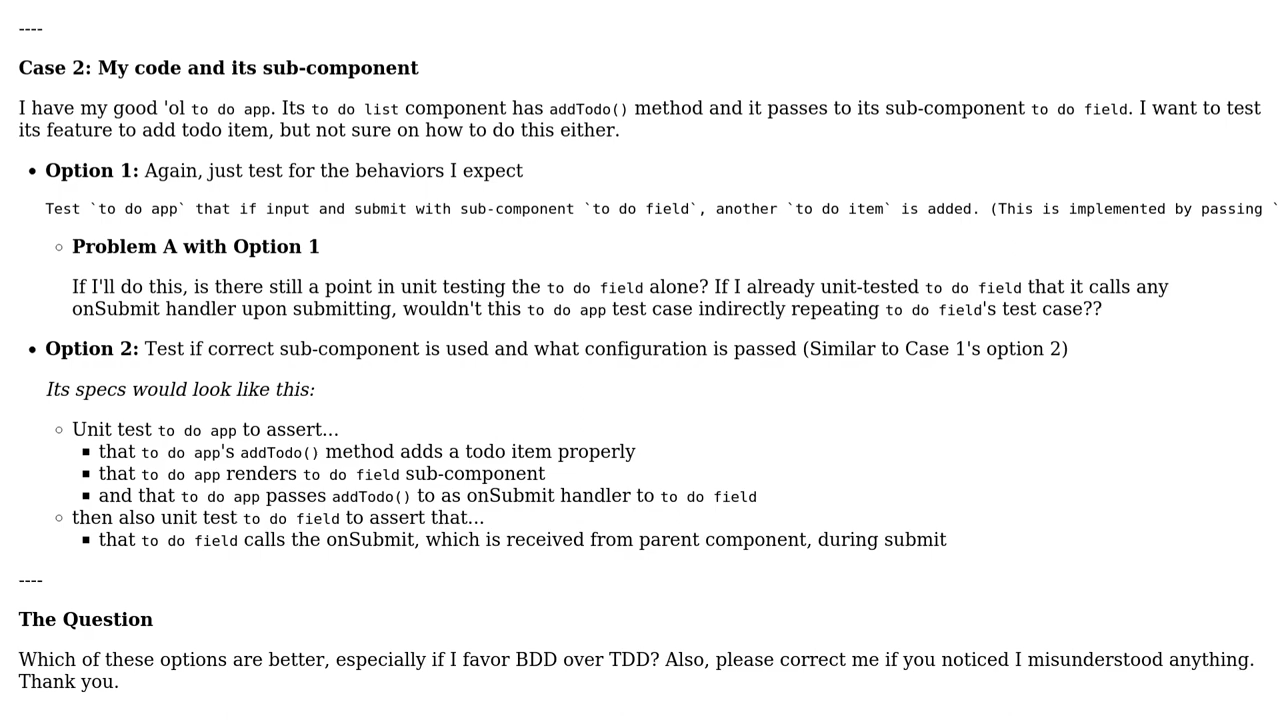 ----
Case 2: My code and its sub-component
I have my good 'ol to do app. Its to do list component has addTodo() method and it passes to its sub-component to do field. I want to test
its feature to add todo item, but not sure on how to do this either.
• Option 1: Again, just test for the behaviors I expect
Test `to do app` that if input and submit with sub-component `to do field`, another `to do item` is added. (This is implemented by passing `
◦ Problem A with Option 1
If I'll do this, is there still a point in unit testing the to do field alone? If I already unit-tested to do field that it calls any
onSubmit handler upon submitting, wouldn't this to do app test case indirectly repeating to do field's test case??
• Option 2: Test if correct sub-component is used and what configuration is passed (Similar to Case 1's option 2)
Its specs would look like this:
◦ Unit test to do app to assert...
▪ that to do app's addTodo() method adds a todo item properly
▪ that to do app renders to do field sub-component
▪ and that to do app passes addTodo() to as onSubmit handler to to do field
◦ then also unit test to do field to assert that...
▪ that to do field calls the onSubmit, which is received from parent component, during submit
----
The Question
Which of these options are better, especially if I favor BDD over TDD? Also, please correct me if you noticed I misunderstood anything.
Thank you.